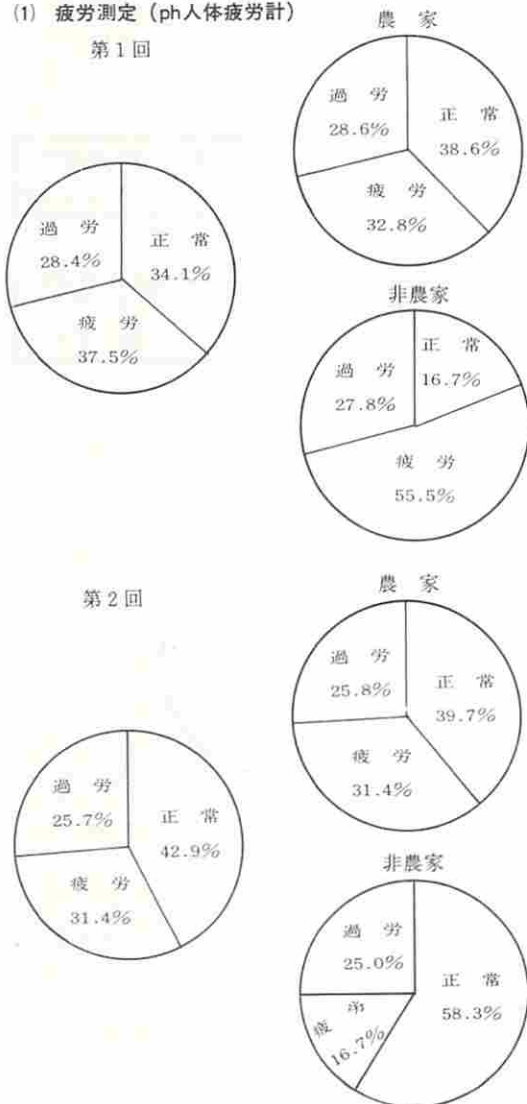 (1) 疲労測定 (ph人体疲労計)
第1回
過労
28.4%
正常
34.1%
疲労
37.5%
農家
過労
28.6%
正常
38.6%
疲労
32.8%
非農家
過労
27.8%
正常
16.7%
疲労
55.5%
第2回
過労
25.7%
正常
42.9%
疲労
31.4%
農家
過労
25.8%
正常
39.7%
疲労
31.4%
非農家
過労
25.0%
正常
58.3%
疲労
16.7%